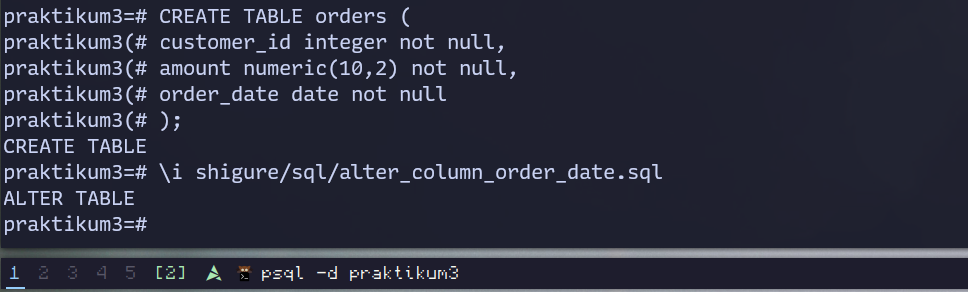 praktikum3=# CREATE TABLE orders (
praktikum3(# customer_id integer not null,
praktikum3(# amount numeric(10,2) not null,
praktikum3(# order_date date not null
praktikum3(# );
CREATE TABLE
praktikum3=# \i shigure/sql/alter_column_order_date.sql
ALTER TABLE
praktikum3=#
1 2 3 4 5 [2] psql -d praktikum3